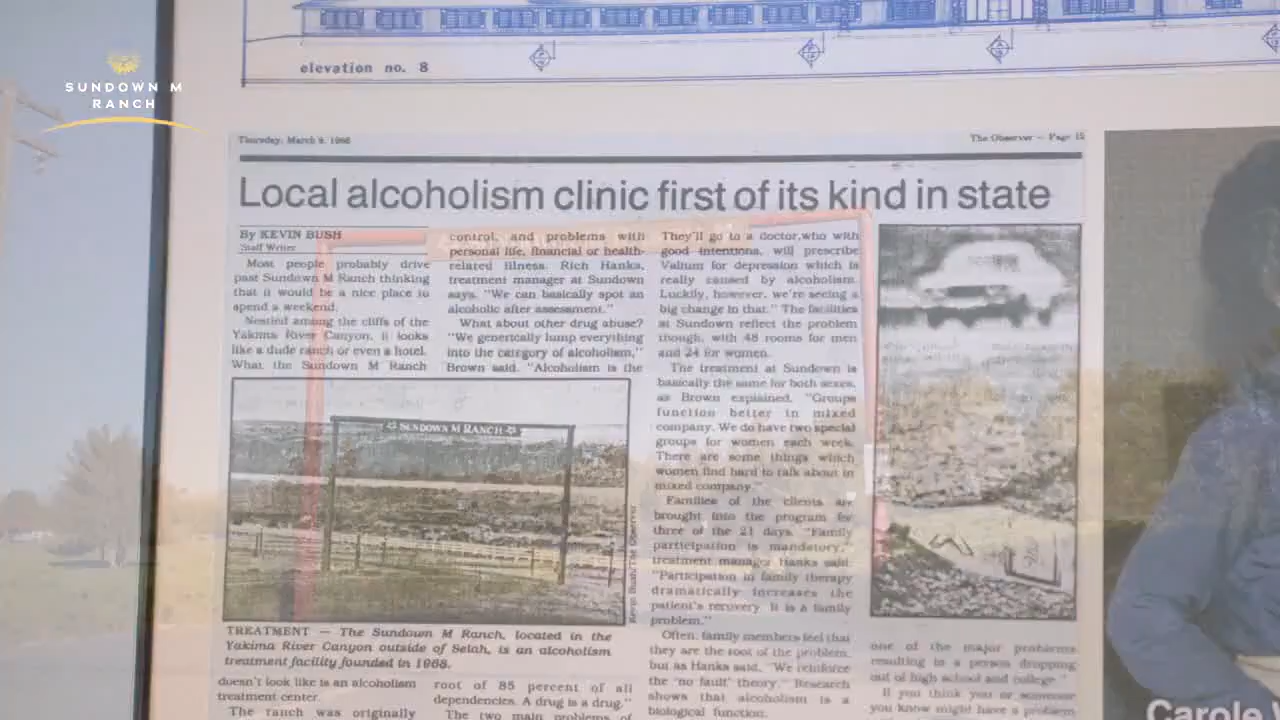 elevation no. 8
SUNDOWN M
RANCH
Thursday, March 9, 1988
The Observer — Page 15
Local alcoholism clinic first of its kind in state
By KEVIN BUSH
Staff Writer
Most people probably drive
past Sundown M Ranch thinking
that it would be a nice place to
spend a weekend.
Nestled among the cliffs of the
Yakima River Canyon, it looks
like a dude ranch or even a hotel.
What the Sundown M Ranch
SUNDOWN M RANCH
Kevin Bush/The Observer
TREATMENT — The Sundown M Ranch, located in the
Yakima River Canyon outside of Selah, is an alcoholism
treatment facility founded in 1968.
doesn't look like is an alcoholism
treatment center.
The ranch was originally
control, and problems with
personal life, financial or health-
related illness. Rich Hanks,
treatment manager at Sundown
says. "We can basically spot an
alcoholic after assessment."
What about other drug abuse?
"We generically lump everything
into the category of alcoholism,"
Brown said. "Alcoholism is the
root of 85 percent of all
dependencies. A drug is a drug."
The two main problems of
They'll go to a doctor, who with
good intentions, will prescribe
Valium for depression which is
really caused by alcoholism.
Luckily, however, we're seeing a
big change in that." The facilities
at Sundown reflect the problem
though, with 48 rooms for men
and 24 for women.
The treatment at Sundown is
basically the same for both sexes,
as Brown explained, "Groups
function better in mixed
company. We do have two special
groups for women each week.
There are some things which
women find hard to talk about in
mixed company."
Families of the clients are
brought into the program for
three of the 21 days. "Family
participation is mandatory,"
treatment manager Hanks said.
"Participation in family therapy
dramatically increases the
patient's recovery. It is a family
problem."
Often, family members feel that
they are the root of the problem,
but as Hanks said, "We reinforce
the 'no fault' theory." Research
shows that alcoholism is a
biological function.
one of the major problems
resulting in a person dropping
out of high school and college."
If you think you or someone
you know might have a problem
Carole